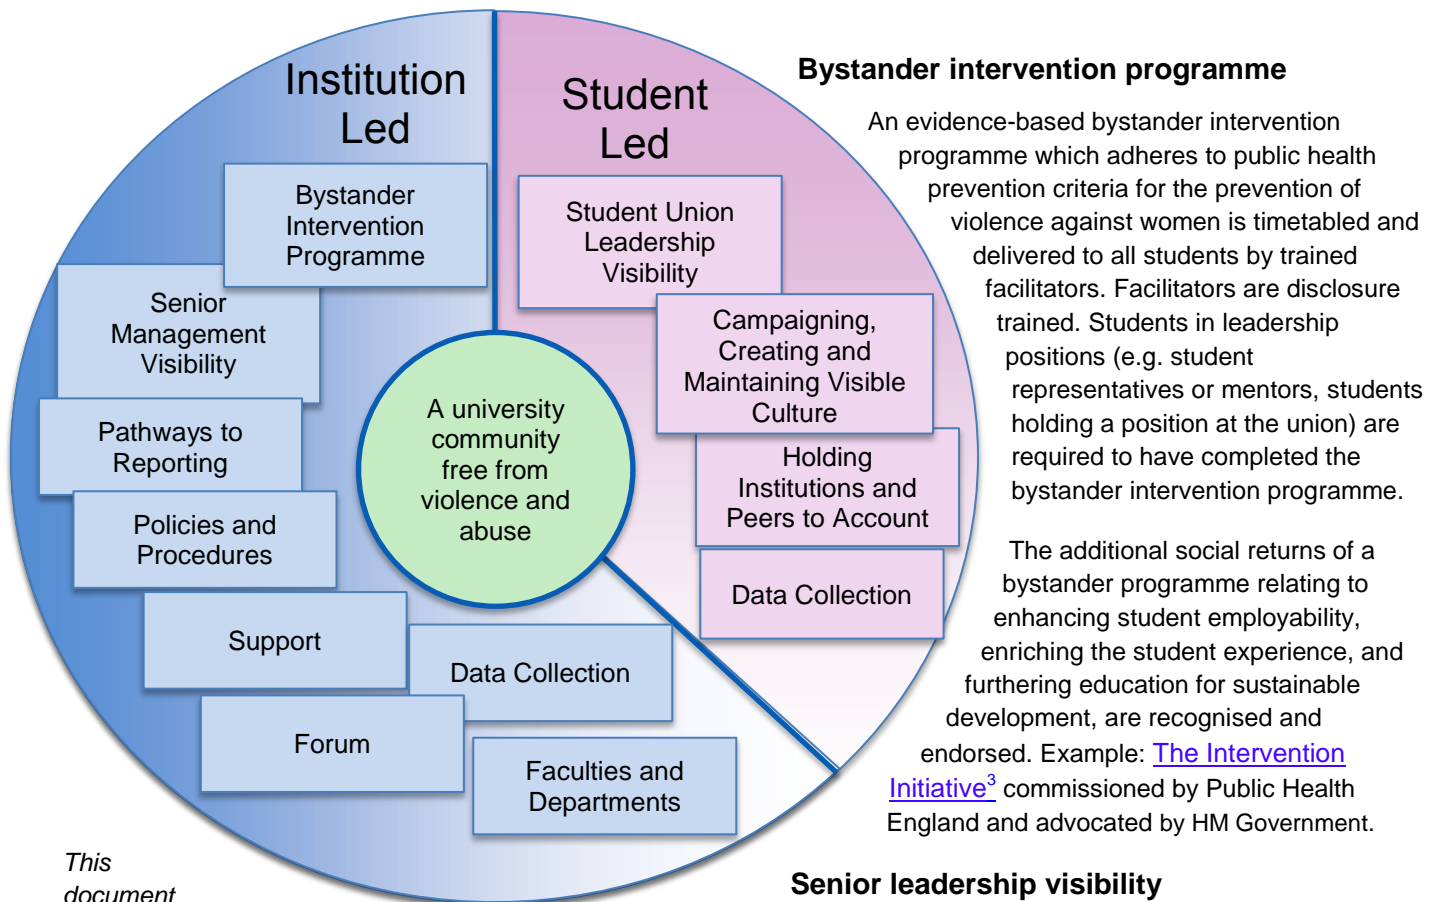 Institution
Led
Bystander
Intervention
Programme
Senior
Management
Visibility
Pathways to
Reporting
Policies and
Procedures
Support
Data Collection
Forum
Faculties and
Departments
A university
community
free from
violence and
abuse
Student
Led
Student Union
Leadership
Visibility
Campaigning,
Creating and
Maintaining Visible
Culture
Holding
Institutions and
Peers to Account
Data Collection
This
document
Bystander intervention programme
An evidence-based bystander intervention
programme which adheres to public health
prevention criteria for the prevention of
violence against women is timetabled and
delivered to all students by trained
facilitators. Facilitators are disclosure
trained. Students in leadership
positions (e.g. student
representatives or mentors, students
holding a position at the union) are
required to have completed the
bystander intervention programme.
The additional social returns of a
bystander programme relating to
enhancing student employability,
enriching the student experience, and
furthering education for sustainable
development, are recognised and
endorsed. Example: The Intervention
Initiative³ commissioned by Public Health
England and advocated by HM Government.
Senior leadership visibility